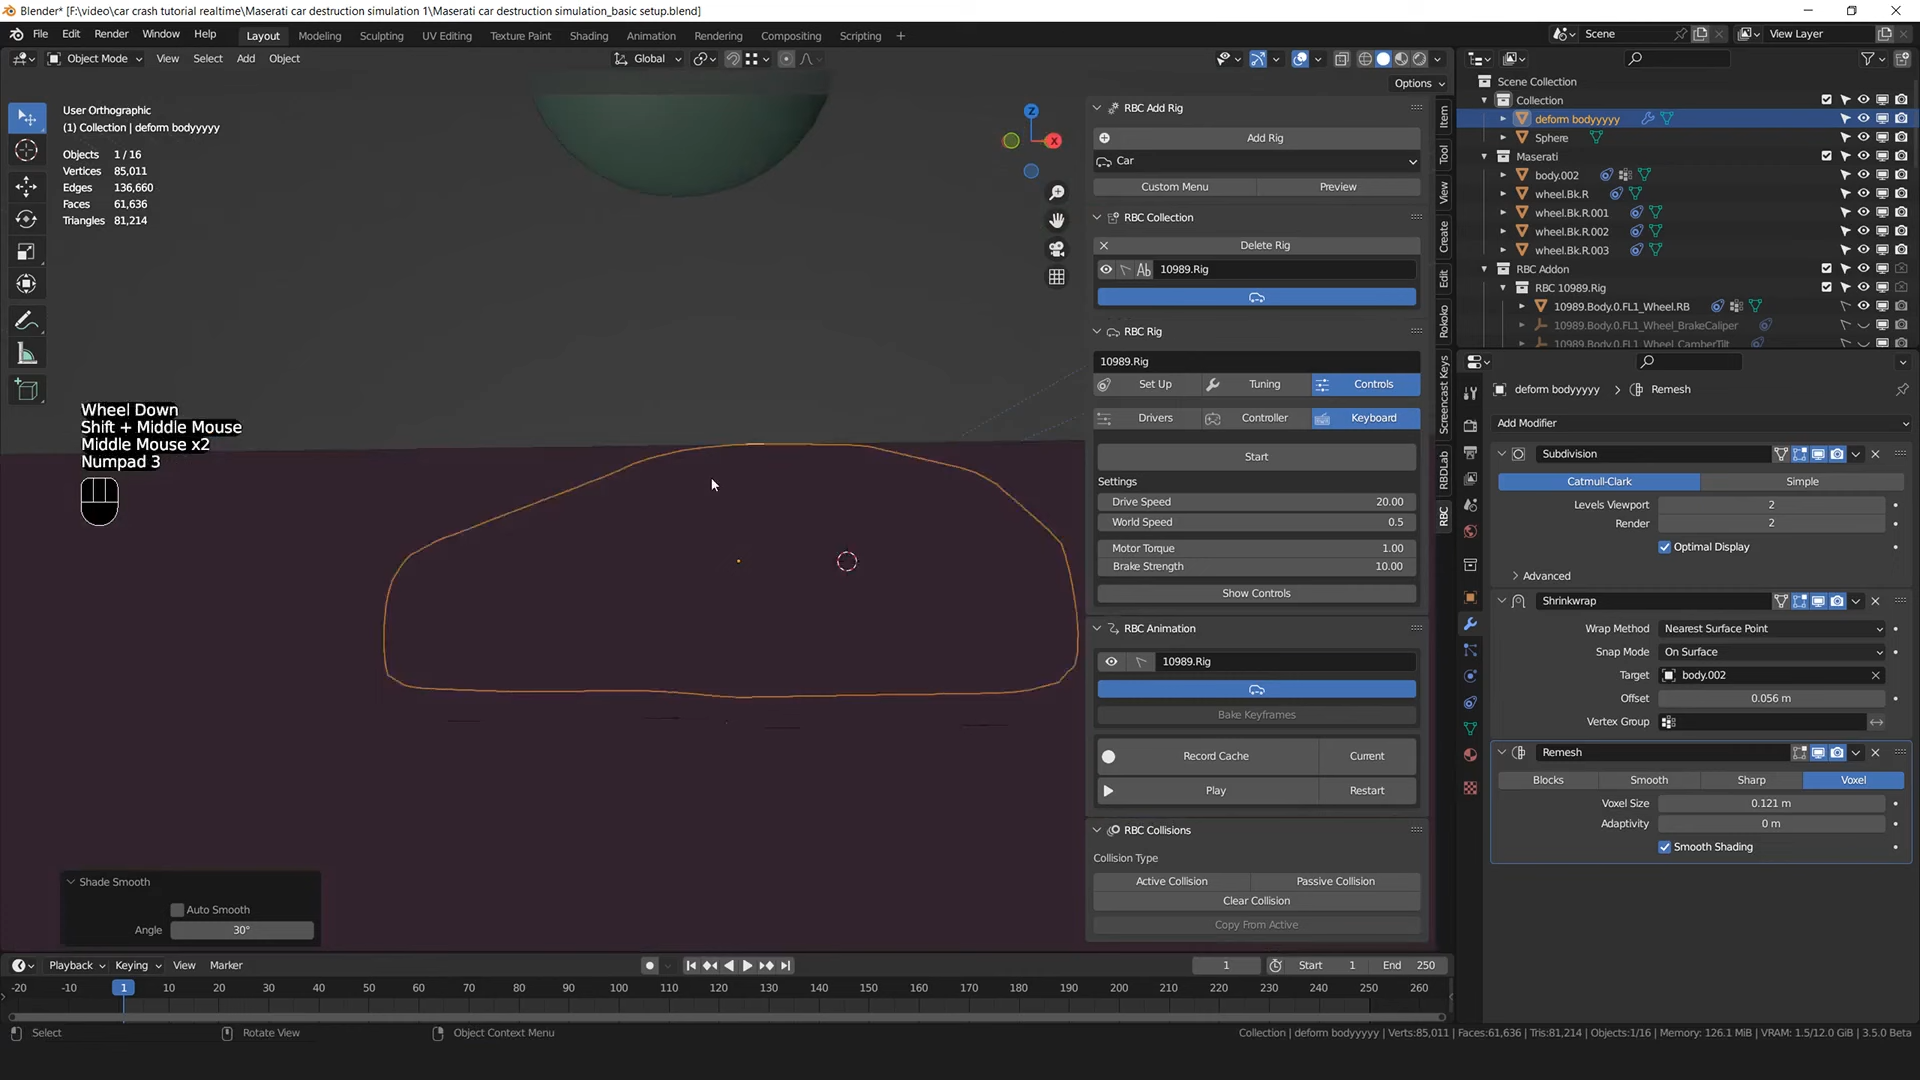 Blender* [F:\video\car crash tutorial realtime\Maserati car destruction simulation 1\Maserati car destruction simulation_basic setup.blend]
File Edit Render Window Help Layout Modeling Sculpting UV Editing Texture Paint Shading Animation Rendering Compositing Scripting Scene View Layer
Object Mode View Select Add Object Global
Options
User Orthographic
(1) Collection | deform bodyyyyy
Objects 1 / 16
Vertices 85,011
Edges 136,660
Faces 61,636
Triangles 81,214
Z
X
Wheel Down
Shift + Middle Mouse
Middle Mouse x2
Numpad 3
Shade Smooth
Auto Smooth
Angle 30°
RBC Add Rig
Add Rig
Car
Custom Menu Preview
RBC Collection
Delete Rig
Ab 10989.Rig
RBC Rig
10989.Rig
Set Up Tuning Controls
Drivers Controller Keyboard
Start
Settings
Drive Speed 20.00
World Speed 0.5
Motor Torque 1.00
Brake Strength 10.00
Show Controls
RBC Animation
10989.Rig
Bake Keyframes
Record Cache Current
Play Restart
RBC Collisions
Collision Type
Active Collision Passive Collision
Clear Collision
Copy From Active
Item
Tool
View
Create
Edit
Rokoko
Screencast Keys
RBDLab
RBC
Scene Collection
Collection
deform bodyyyyy
Sphere
Maserati
body.002
wheel.Bk.R
wheel.Bk.R.001
wheel.Bk.R.002
wheel.Bk.R.003
RBC Addon
RBC 10989.Rig
10989.Body.0.FL1_Wheel.RB
10989.Body.0.FL1_Wheel_BrakeCaliper
10989.Body.0.FL1_Wheel_CamberTilt
deform bodyyyyy Remesh
Add Modifier
Subdivision
Catmull-Clark Simple
Levels Viewport 2
Render 2
Optimal Display
Advanced
Shrinkwrap
Wrap Method Nearest Surface Point
Snap Mode On Surface
Target body.002
Offset 0.056 m
Vertex Group
Remesh
Blocks Smooth Sharp Voxel
Voxel Size 0.121 m
Adaptivity 0 m
Smooth Shading
Playback Keying View Marker 1 Start 1 End 250
-20 -10 1 10 20 30 40 50 60 70 80 90 100 110 120 130 140 150 160 170 180 190 200 210 220 230 240 250 260
Select Rotate View Object Context Menu Collection | deform bodyyyyy | Verts:85,011 | Faces:61,636 | Tris:81,214 | Objects:1/16 | Memory: 126.1 MiB | VRAM: 1.5/12.0 GiB | 3.5.0 Beta